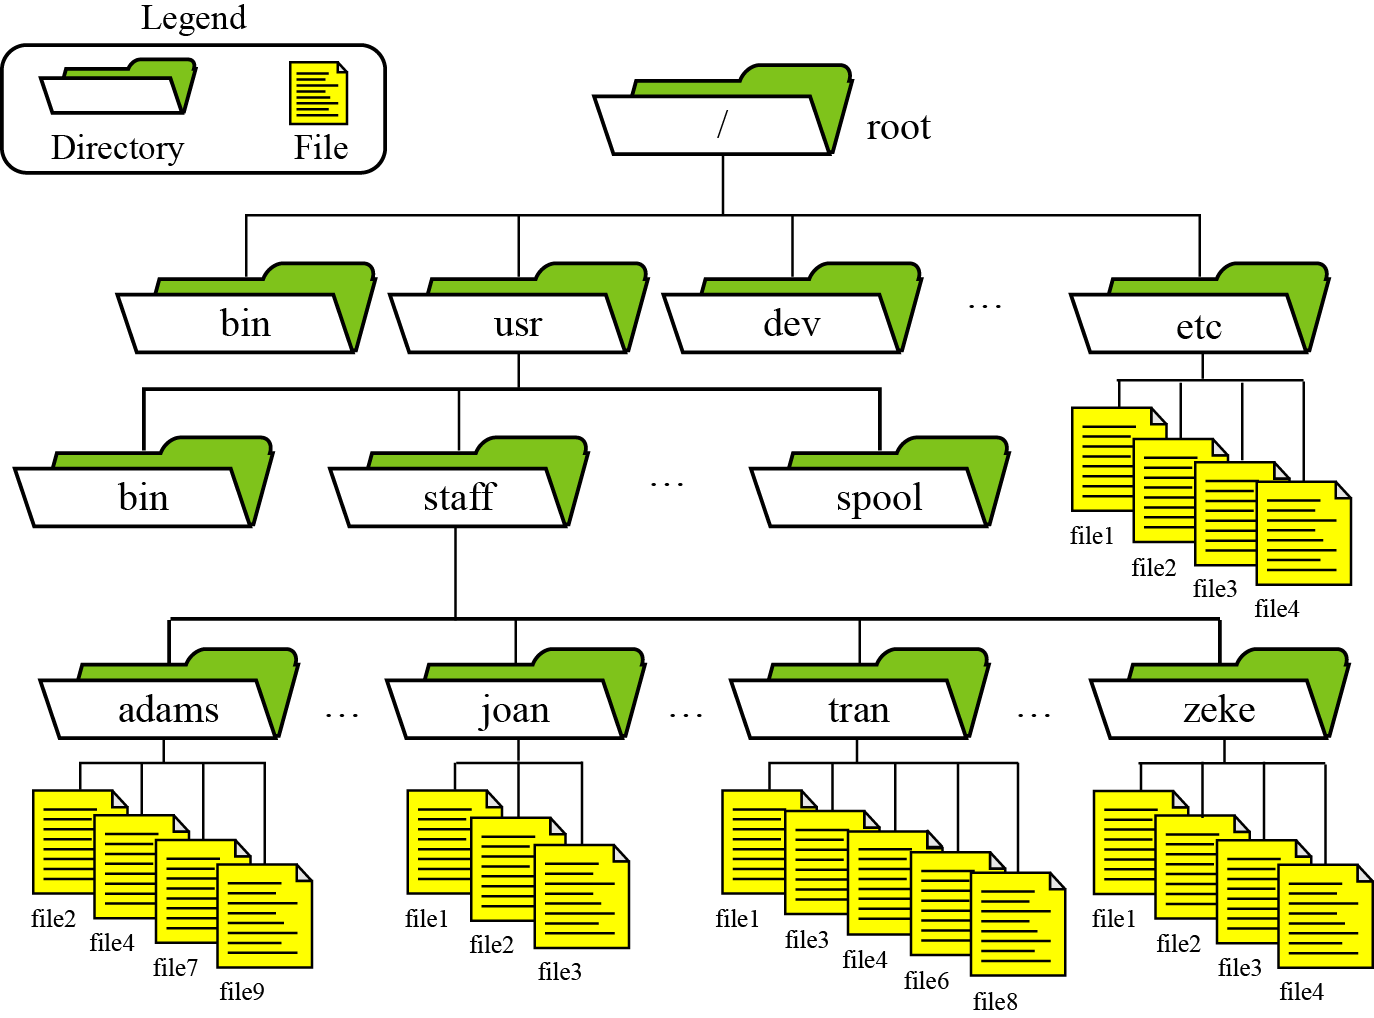 Legend
Directory File
/ root
bin usr dev ... etc
bin staff ... spool
file1
file2
file3
file4
adams ... joan ... tran ... zeke
file2 file1 file1 file1
file4 file2 file3 file2
file7 file3 file4 file3
file9 file6 file4
file8